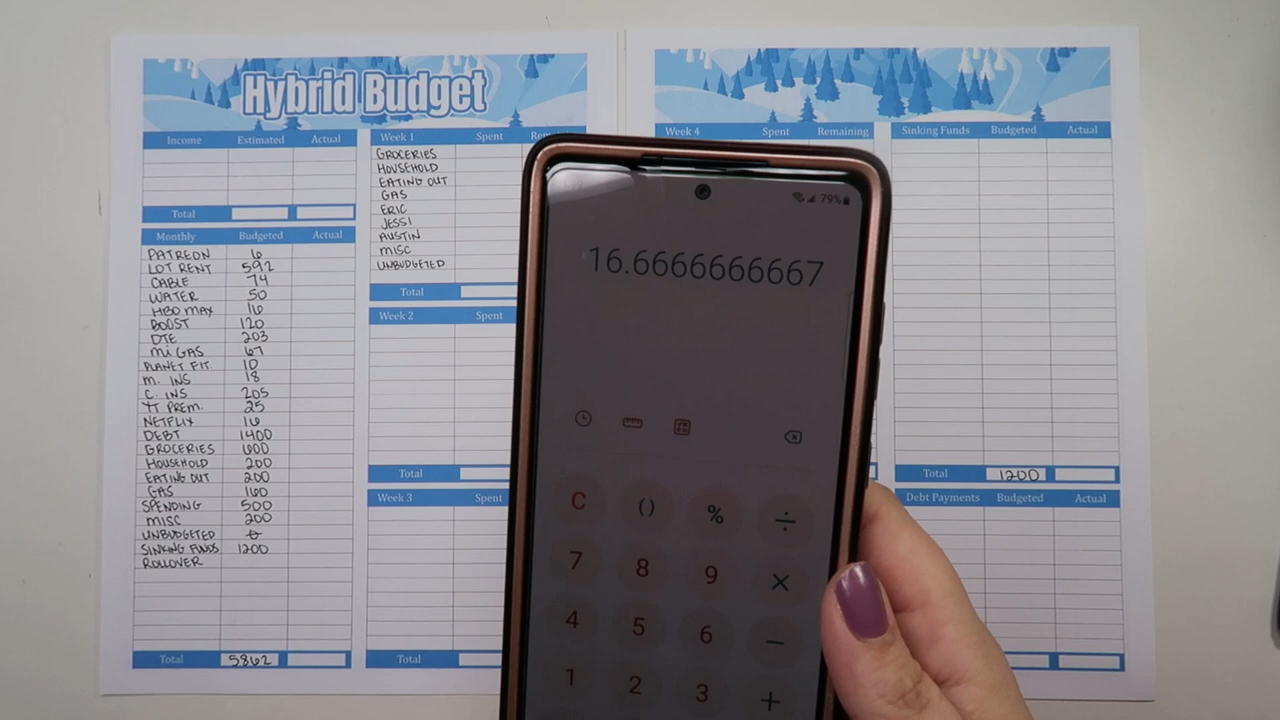 Hybrid Budget
Income Estimated Actual
Total
Monthly Budgeted Actual
PATREON 6
LOT RENT 592
CABLE 74
WATER 50
HBO MAX 16
BOOST 120
DTE 203
MI GAS 67
PLANET FIT. 10
M. INS 18
C. INS 205
YT PREM. 25
NETFLIX 16
DEBT 1400
GROCERIES 600
HOUSEHOLD 200
EATING OUT 200
GAS 160
SPENDING 500
MISC 200
UNBUDGETED 0
SINKING FUNDS 1200
ROLLOVER
Total 5862
Week 1 Spent
GROCERIES
HOUSEHOLD
EATING OUT
GAS
ERIC
JESSI
AUSTIN
MISC
UNBUDGETED
Total
Week 2 Spent
Total
Week 3 Spent
Total
79%
16.6666666667
C () % ÷
7 8 9 ×
4 5 6 −
1 2 3 +
Week 4 Spent Remaining
Sinking Funds Budgeted Actual
Total 1200
Debt Payments Budgeted Actual